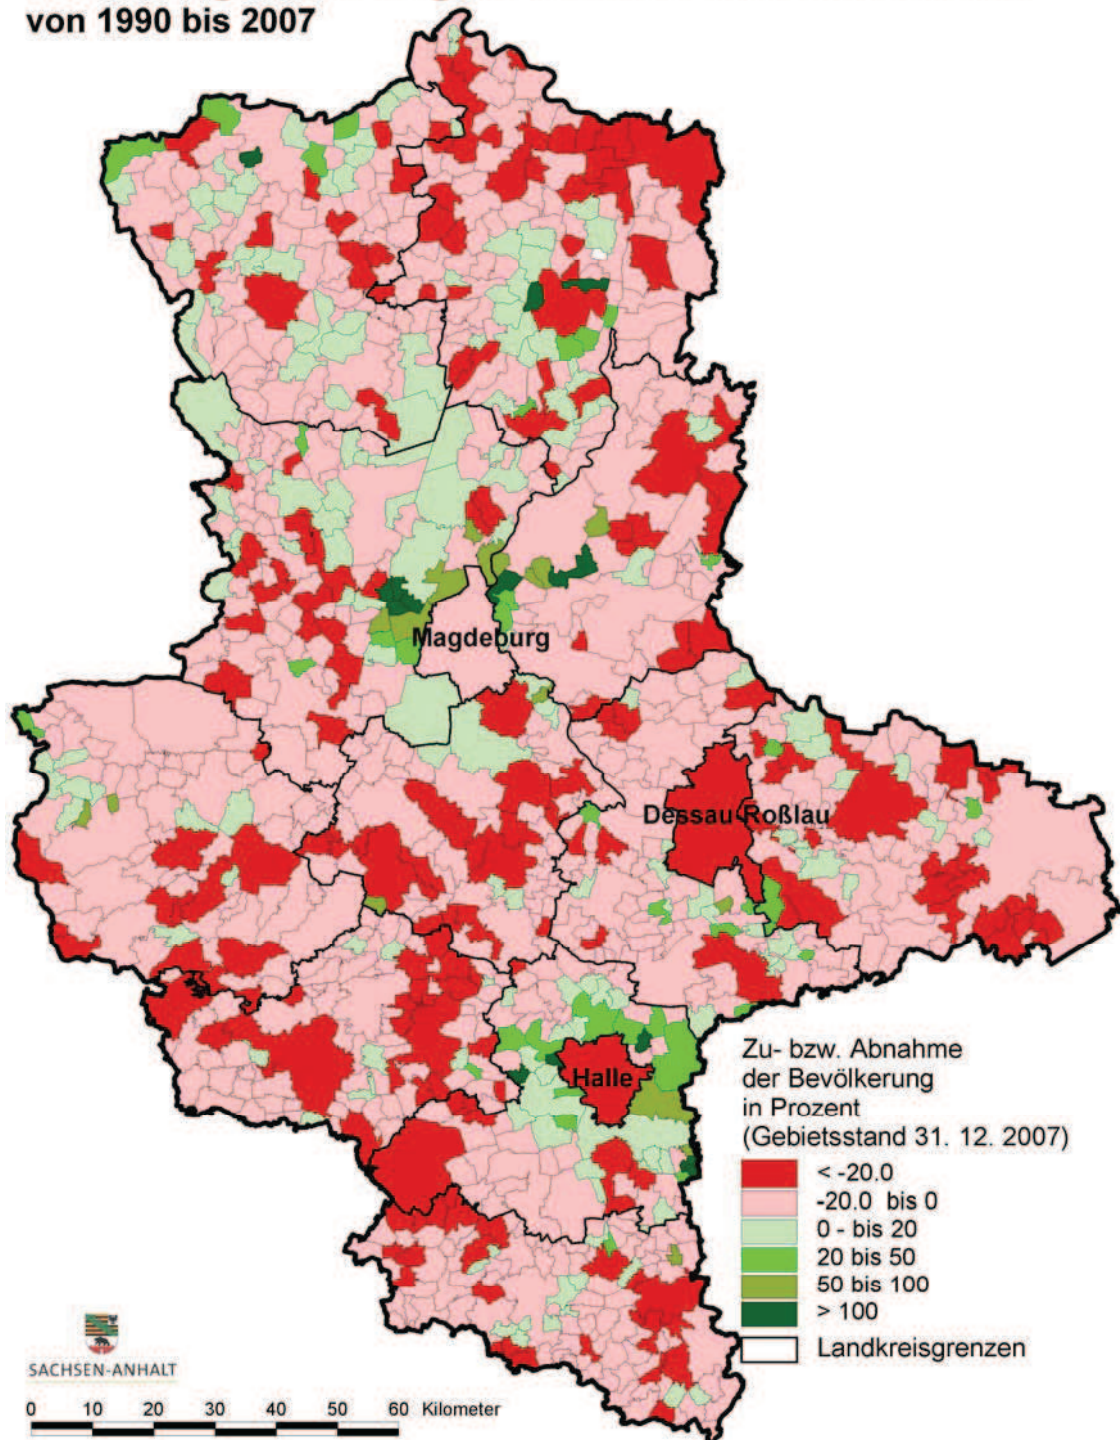 von 1990 bis 2007
Magdeburg
Dessau-Roßlau
Halle
Zu- bzw. Abnahme
der Bevölkerung
in Prozent
(Gebietsstand 31. 12. 2007)
< -20.0
-20.0 bis 0
0 - bis 20
20 bis 50
50 bis 100
> 100
Landkreisgrenzen
SACHSEN-ANHALT
0 10 20 30 40 50 60 Kilometer